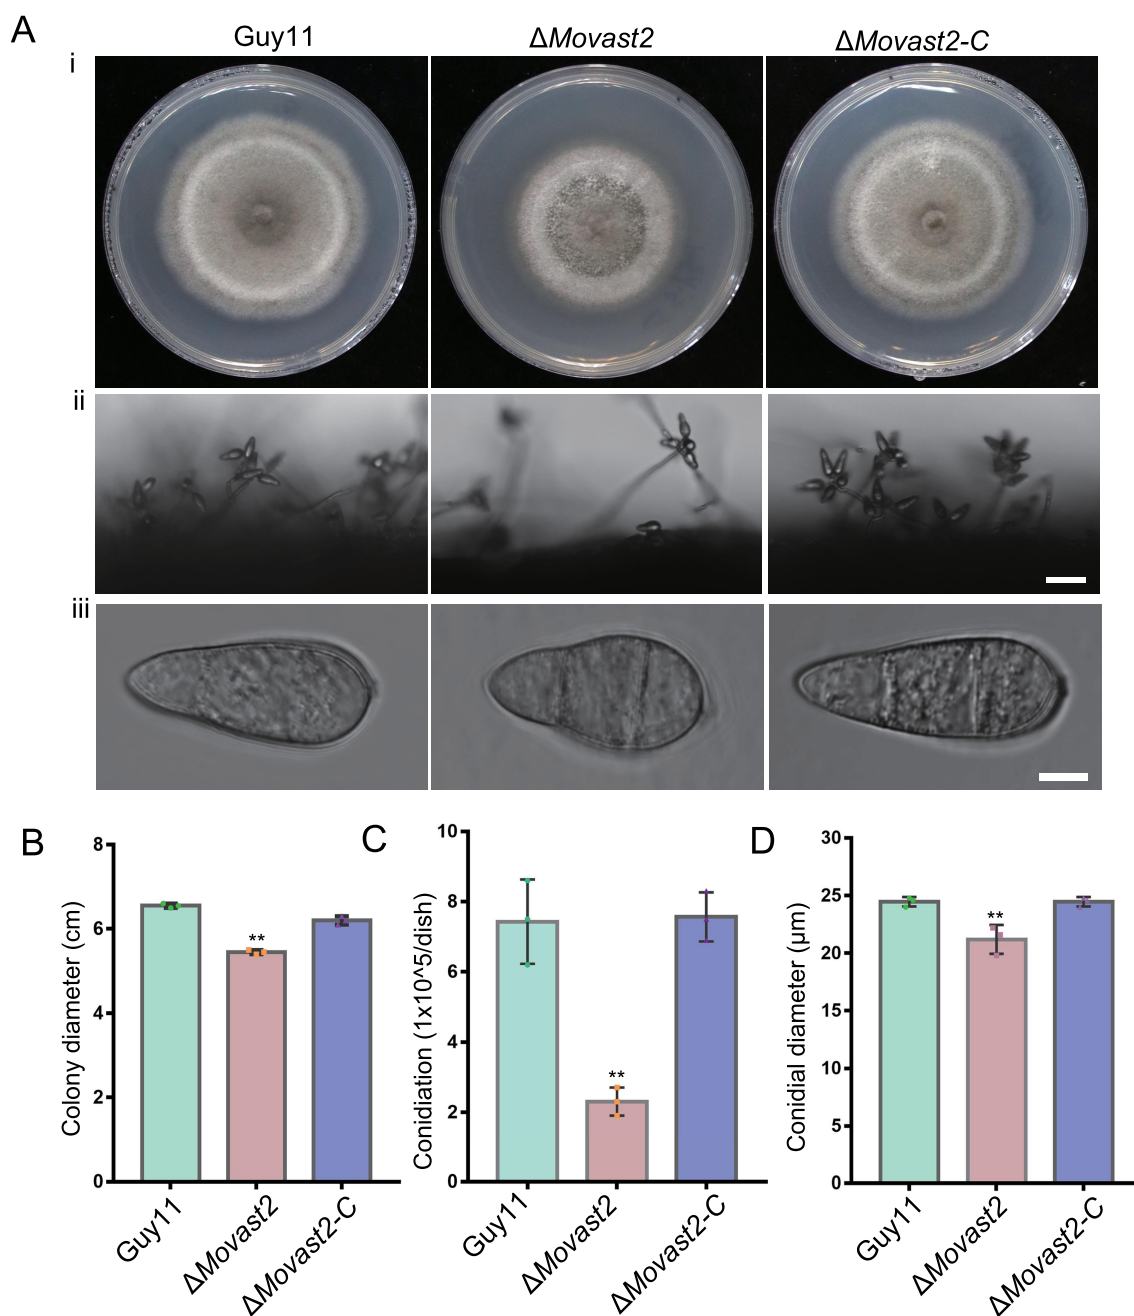 A
Guy11
ΔMovast2
ΔMovast2-C
i
ii
iii
B
Colony diameter (cm)
8
6
4
2
0
**
Guy11
ΔMovast2
ΔMovast2-C
C
Conidiation (1x10^5/dish)
10
8
6
4
2
0
**
Guy11
ΔMovast2
ΔMovast2-C
D
Conidial diameter (μm)
30
25
20
15
10
5
0
**
Guy11
ΔMovast2
ΔMovast2-C